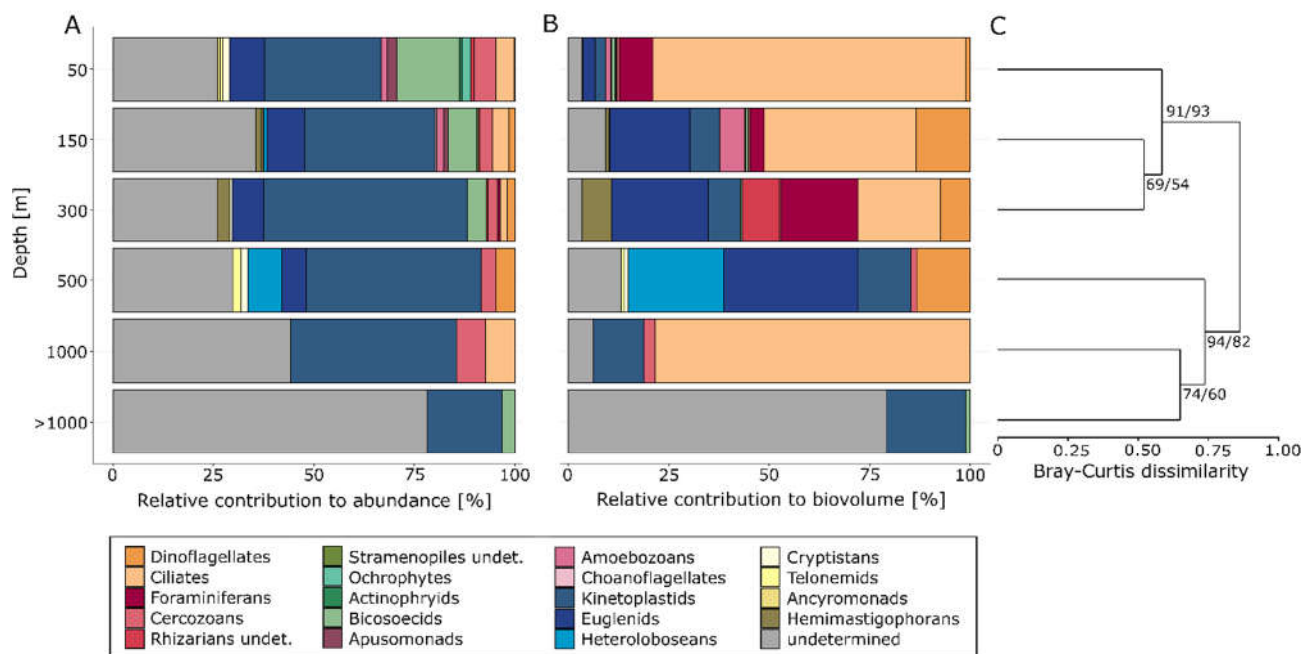 A
B
C
Depth [m]
50
150
300
500
1000
>1000
0
25
50
75
100
Relative contribution to abundance [%]
0
25
50
75
100
Relative contribution to biovolume [%]
91/93
69/54
94/82
74/60
0
0.25
0.50
0.75
1.00
Bray-Curtis dissimilarity
Dinoflagellates
Ciliates
Foraminiferans
Cercozoans
Rhizarians undet.
Stramenopiles undet.
Ochrophytes
Actinophryids
Bicosoecids
Apusomonads
Amoebozoans
Choanoflagellates
Kinetoplastids
Euglenids
Heteroloboseans
Cryptistans
Telonemids
Ancyromonads
Hemimastigophorans
undetermined